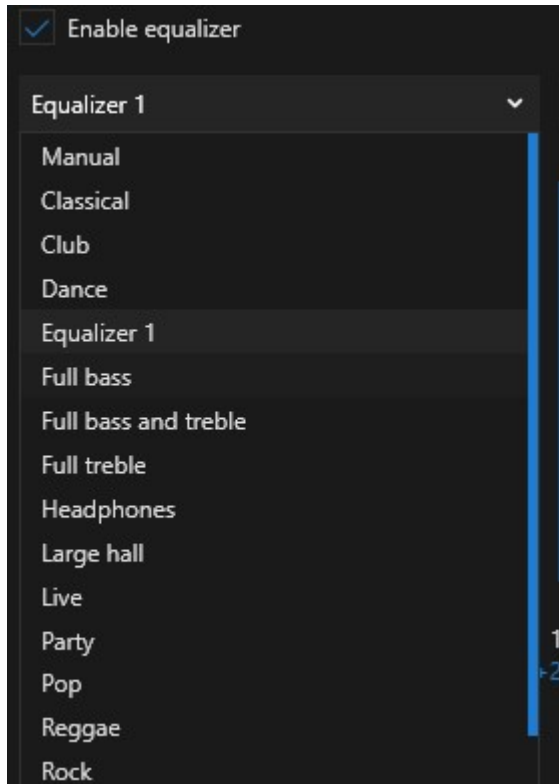 Enable equalizer
Equalizer 1
Manual
Classical
Club
Dance
Equalizer 1
Full bass
Full bass and treble
Full treble
Headphones
Large hall
Live
Party
Pop
Reggae
Rock